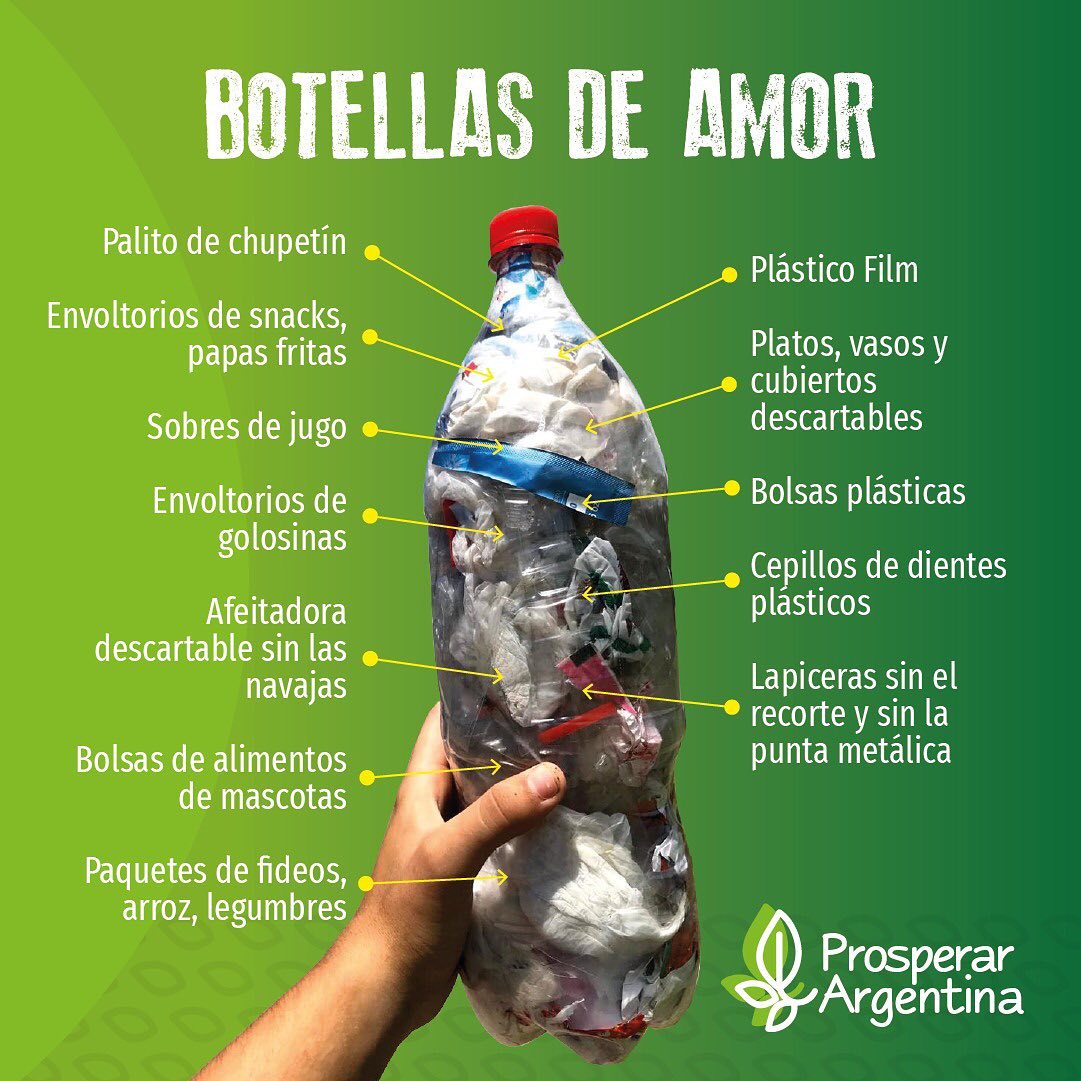 BOTELLAS DE AMOR
Palito de chupetín
Envoltorios de snacks,
papas fritas
Sobres de jugo
Envoltorios de
golosinas
Afeitadora
descartable sin las
navajas
Bolsas de alimentos
de mascotas
Paquetes de fideos,
arroz, legumbres
Plástico Film
Platos, vasos y
cubiertos
descartables
Bolsas plásticas
Cepillos de dientes
plásticos
Lapiceras sin el
recorte y sin la
punta metálica
Prosperar
Argentina